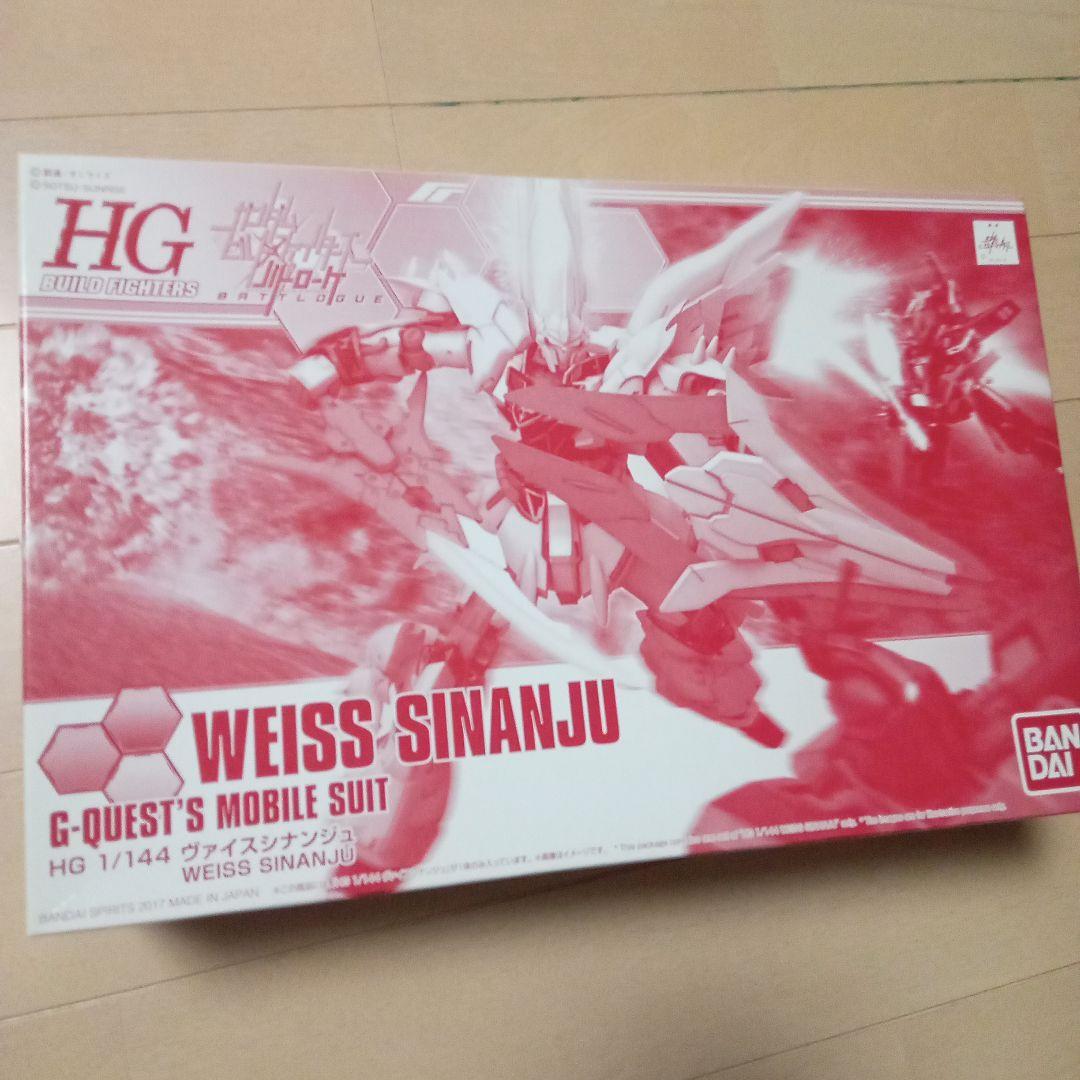 ©創通・サンライズ
©SOTSU・SUNRISE
HG
BUILD FIGHTERS
ガンダム
ビルドファイターズ
バトローグ
BATTLOGUE
WEISS SINANJU
G-QUEST'S MOBILE SUIT
HG 1/144 ヴァイスシナンジュ
WEISS SINANJU
BAN
DAI
BANDAI SPIRITS 2017 MADE IN JAPAN